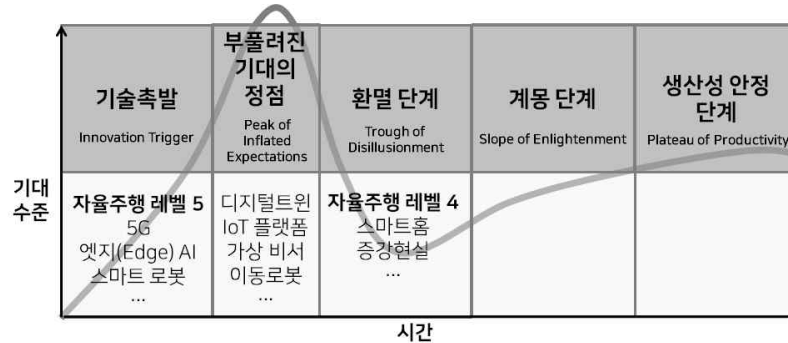 기술촉발
Innovation Trigger
부풀려진
기대의
정점
Peak of
Inflated
Expectations
환멸 단계
Trough of
Disillusionment
계몽 단계
Slope of Enlightenment
생산성 안정
단계
Plateau of Productivity
기대
수준
자율주행 레벨 5
5G
엣지(Edge) AI
스마트 로봇
...
디지털트윈
IoT 플랫폼
가상 비서
이동로봇
...
자율주행 레벨 4
스마트홈
증강현실
...
시간